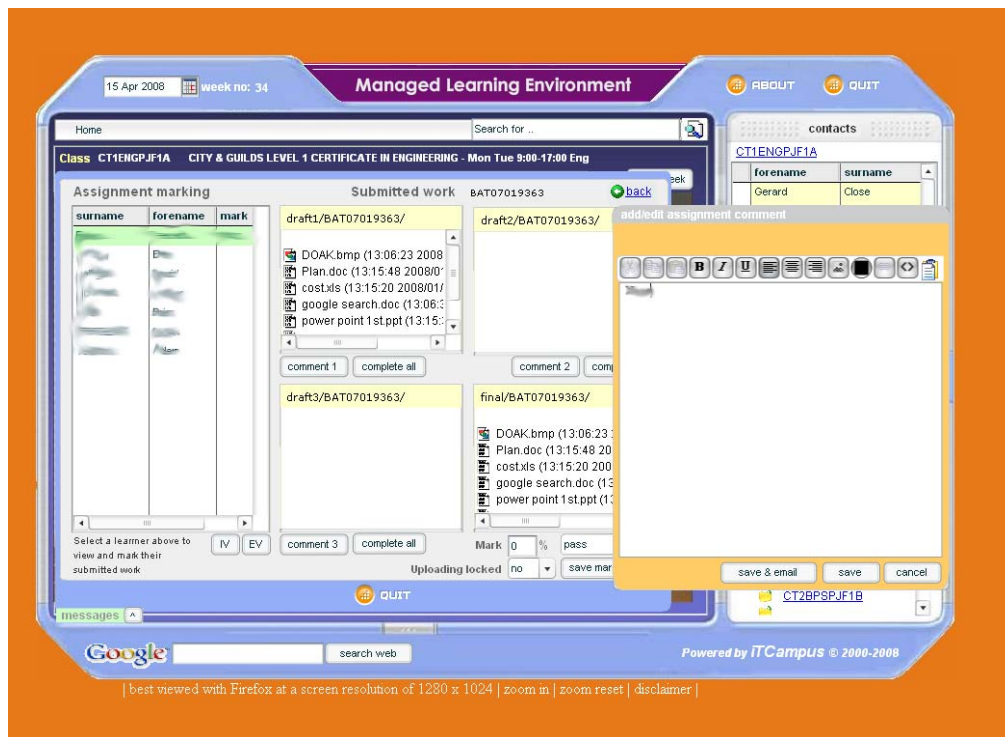 15 Apr 2008
week no: 34
Managed Learning Environment
ABOUT
QUIT
Home
Search for ..
contacts
CT1ENGPJF1A
Class CT1ENGPJF1A CITY & GUILDS LEVEL 1 CERTIFICATE IN ENGINEERING - Mon Tue 9:00-17:00 Eng
eek
forename surname
Gerard Close
Assignment marking
Submitted work BAT07019363
back
add/edit assignment comment
surname forename mark
draft1/BAT07019363/
DOAK.bmp (13:06:23 2008
Plan.doc (13:15:48 2008/0
cost.xls (13:15:20 2008/01/
google search.doc (13:06:
power point 1st.ppt (13:15:
comment 1 complete all
draft2/BAT07019363/
comment 2 com
B I U
draft3/BAT07019363/
comment 3 complete all
final/BAT07019363/
DOAK.bmp (13:06:23
Plan.doc (13:15:48 20
cost.xls (13:15:20 200
google search.doc (13
power point 1st.ppt (1
Select a learner above to
view and mark their
submitted work
IV EV
Mark 0 % pass
Uploading locked no save mar
save & email save cancel
QUIT
CT2BPSPJF1B
messages
Google search web
Powered by iTCampus © 2000-2008
| best viewed with Firefox at a screen resolution of 1280 x 1024 | zoom in | zoom reset | disclaimer |